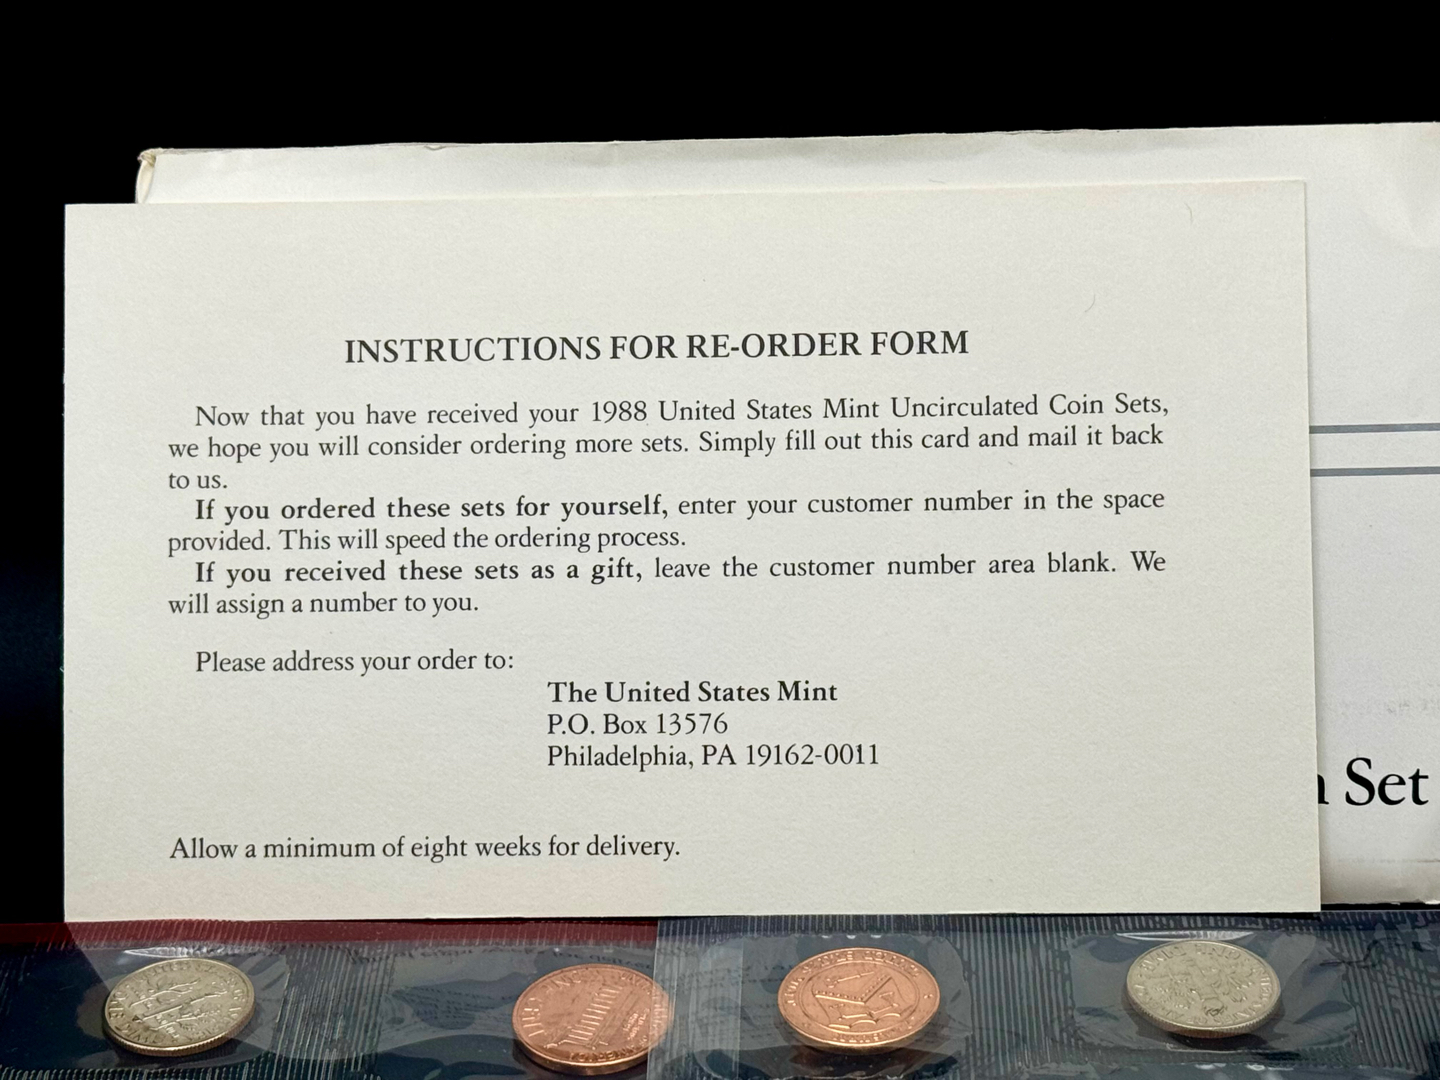 INSTRUCTIONS FOR RE-ORDER FORM
Now that you have received your 1988 United States Mint Uncirculated Coin Sets,
we hope you will consider ordering more sets. Simply fill out this card and mail it back
to us.
If you ordered these sets for yourself, enter your customer number in the space
provided. This will speed the ordering process.
If you received these sets as a gift, leave the customer number area blank. We
will assign a number to you.
Please address your order to:
The United States Mint
P.O. Box 13576
Philadelphia, PA 19162-0011
Set
Allow a minimum of eight weeks for delivery.